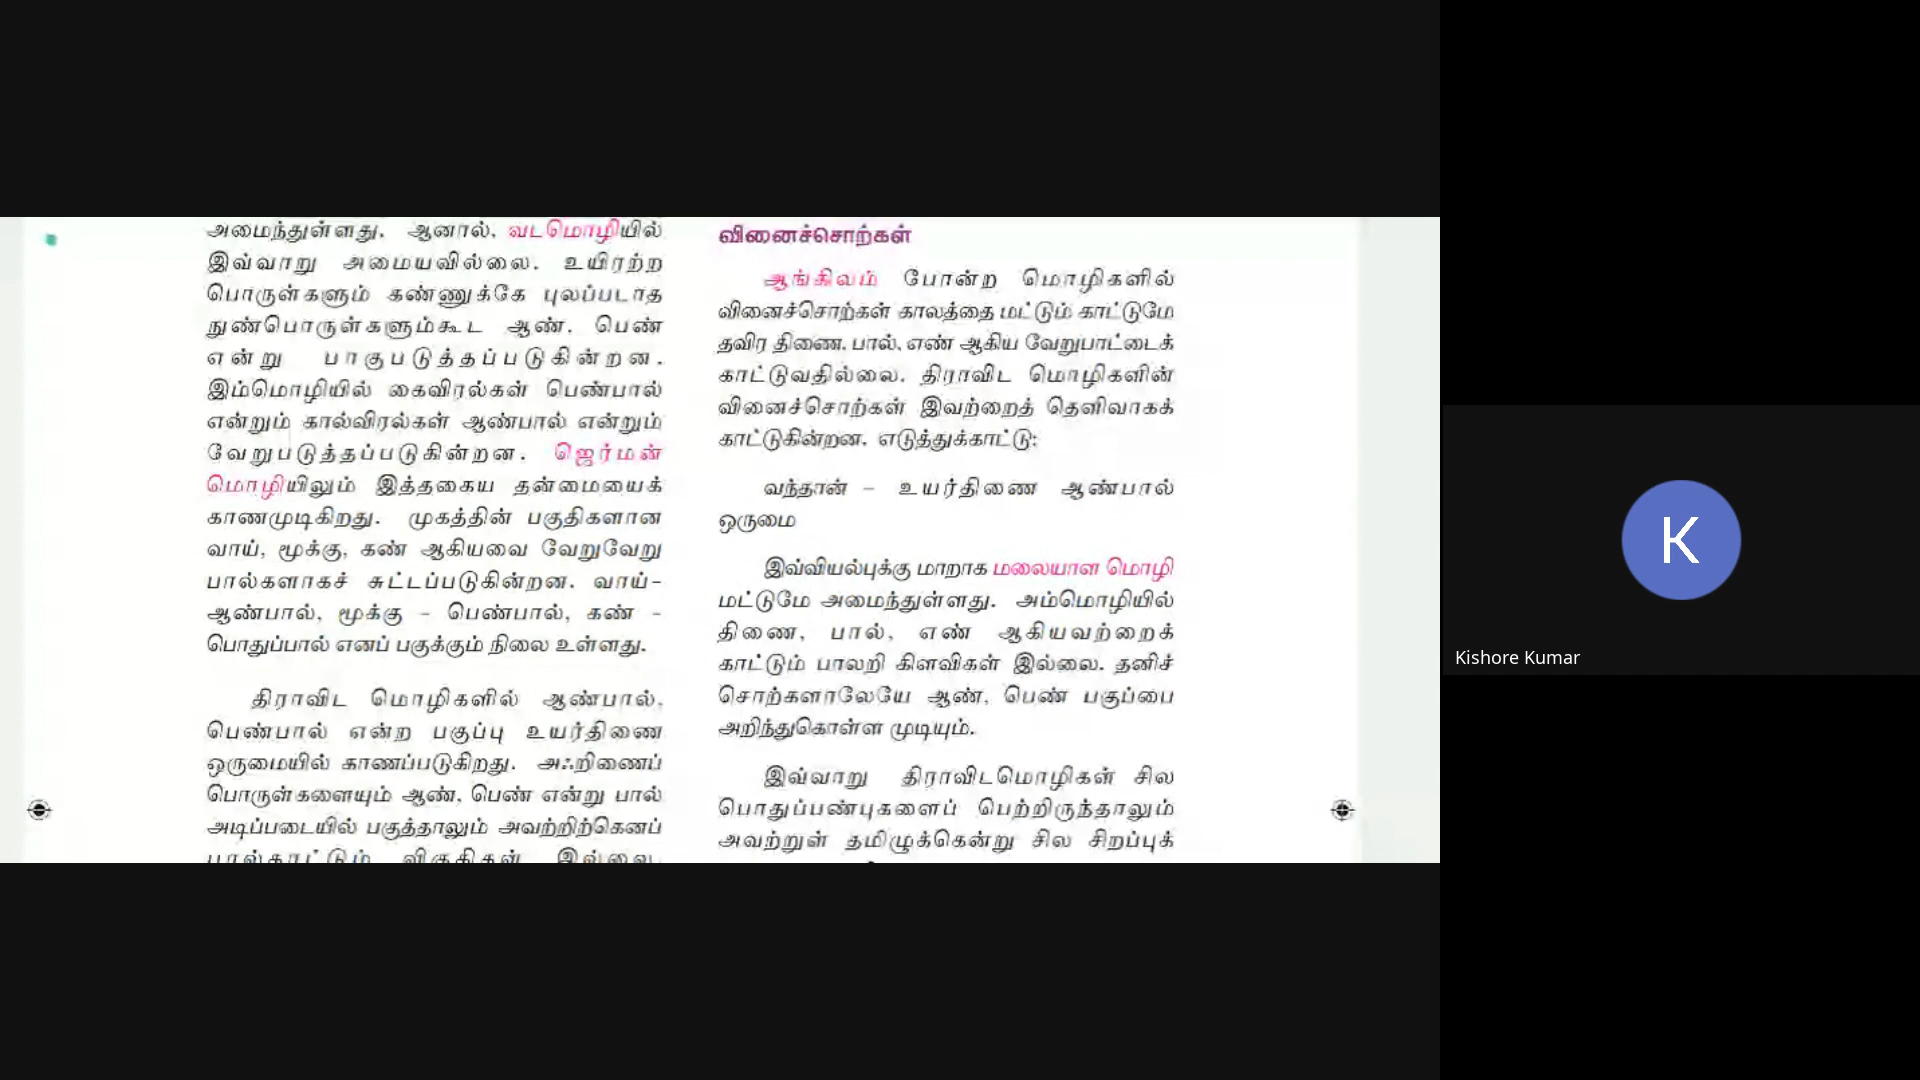 அமைந்துள்ளது. ஆனால், வடமொழியில்
இவ்வாறு அமையவில்லை. உயிரற்ற
பொருள்களும் கண்ணுக்கே புலப்படாத
நுண்பொருள்களும்கூட ஆண், பெண்
என்று பாகுபடுத்தப்படுகின்றன.
இம்மொழியில் கைவிரல்கள் பெண்பால்
என்றும் கால்விரல்கள் ஆண்பால் என்றும்
வேறுபடுத்தப்படுகின்றன. ஜெர்மன்
மொழியிலும் இத்தகைய தன்மையைக்
காணமுடிகிறது. முகத்தின் பகுதிகளான
வாய், மூக்கு, கண் ஆகியவை வேறுவேறு
பால்களாகச் சுட்டப்படுகின்றன. வாய்–
ஆண்பால், மூக்கு – பெண்பால், கண் –
பொதுப்பால் எனப் பகுக்கும் நிலை உள்ளது.
திராவிட மொழிகளில் ஆண்பால்,
பெண்பால் என்ற பகுப்பு உயர்திணை
ஒருமையில் காணப்படுகிறது. அஃறிணைப்
பொருள்களையும் ஆண், பெண் என்று பால்
அடிப்படையில் பகுத்தாலும் அவற்றிற்கெனப்
பால்காட்டும் விகுதிகள் இல்லை.
வினைச்சொற்கள்
ஆங்கிலம் போன்ற மொழிகளில்
வினைச்சொற்கள் காலத்தை மட்டும் காட்டுமே
தவிர திணை, பால், எண் ஆகிய வேறுபாட்டைக்
காட்டுவதில்லை. திராவிட மொழிகளின்
வினைச்சொற்கள் இவற்றைத் தெளிவாகக்
காட்டுகின்றன. எடுத்துக்காட்டு:
வந்தான் – உயர்திணை ஆண்பால்
ஒருமை
இவ்வியல்புக்கு மாறாக மலையாள மொழி
மட்டுமே அமைந்துள்ளது. அம்மொழியில்
திணை, பால், எண் ஆகியவற்றைக்
காட்டும் பாலறி கிளவிகள் இல்லை. தனிச்
சொற்களாலேயே ஆண், பெண் பகுப்பை
அறிந்துகொள்ள முடியும்.
இவ்வாறு திராவிடமொழிகள் சில
பொதுப்பண்புகளைப் பெற்றிருந்தாலும்
அவற்றுள் தமிழுக்கென்று சில சிறப்புக்
K
Kishore Kumar